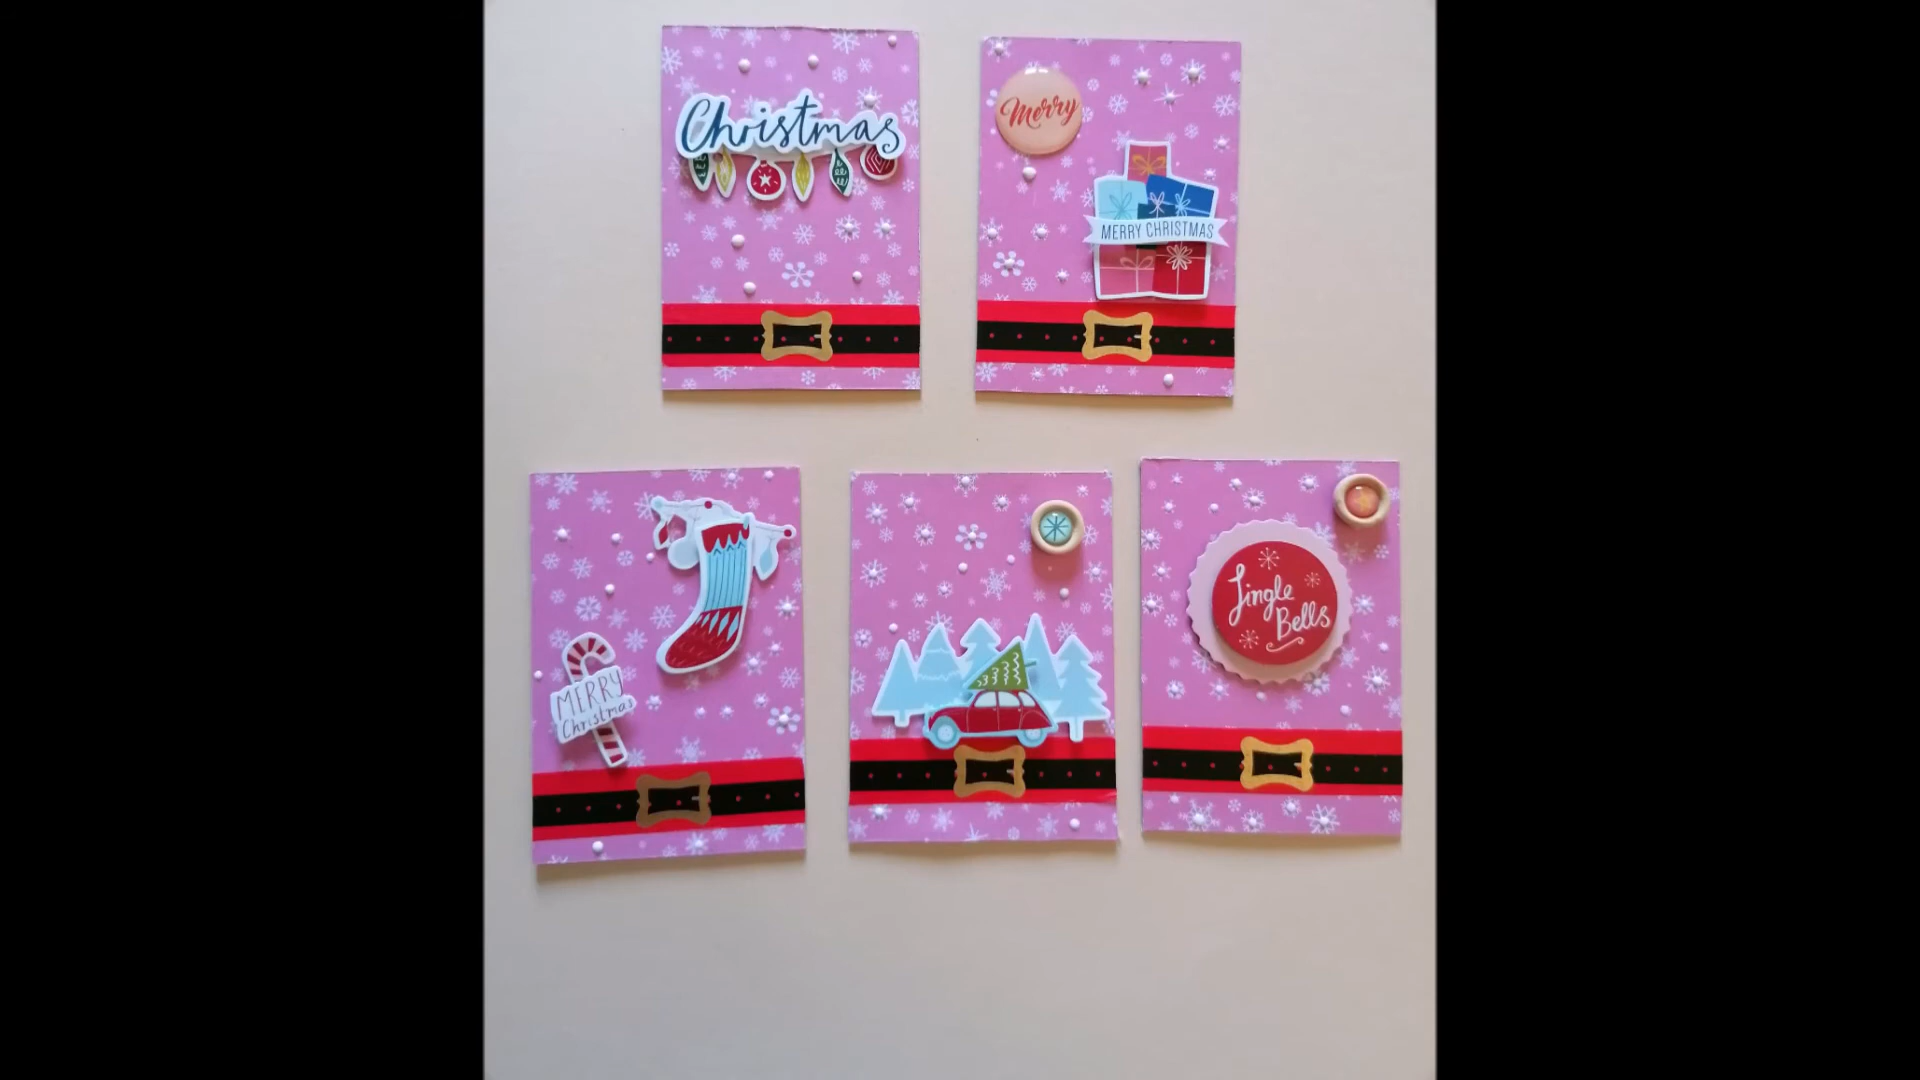 Christmas
Merry
MERRY CHRISTMAS
MERRY
Christmas
Jingle
Bells